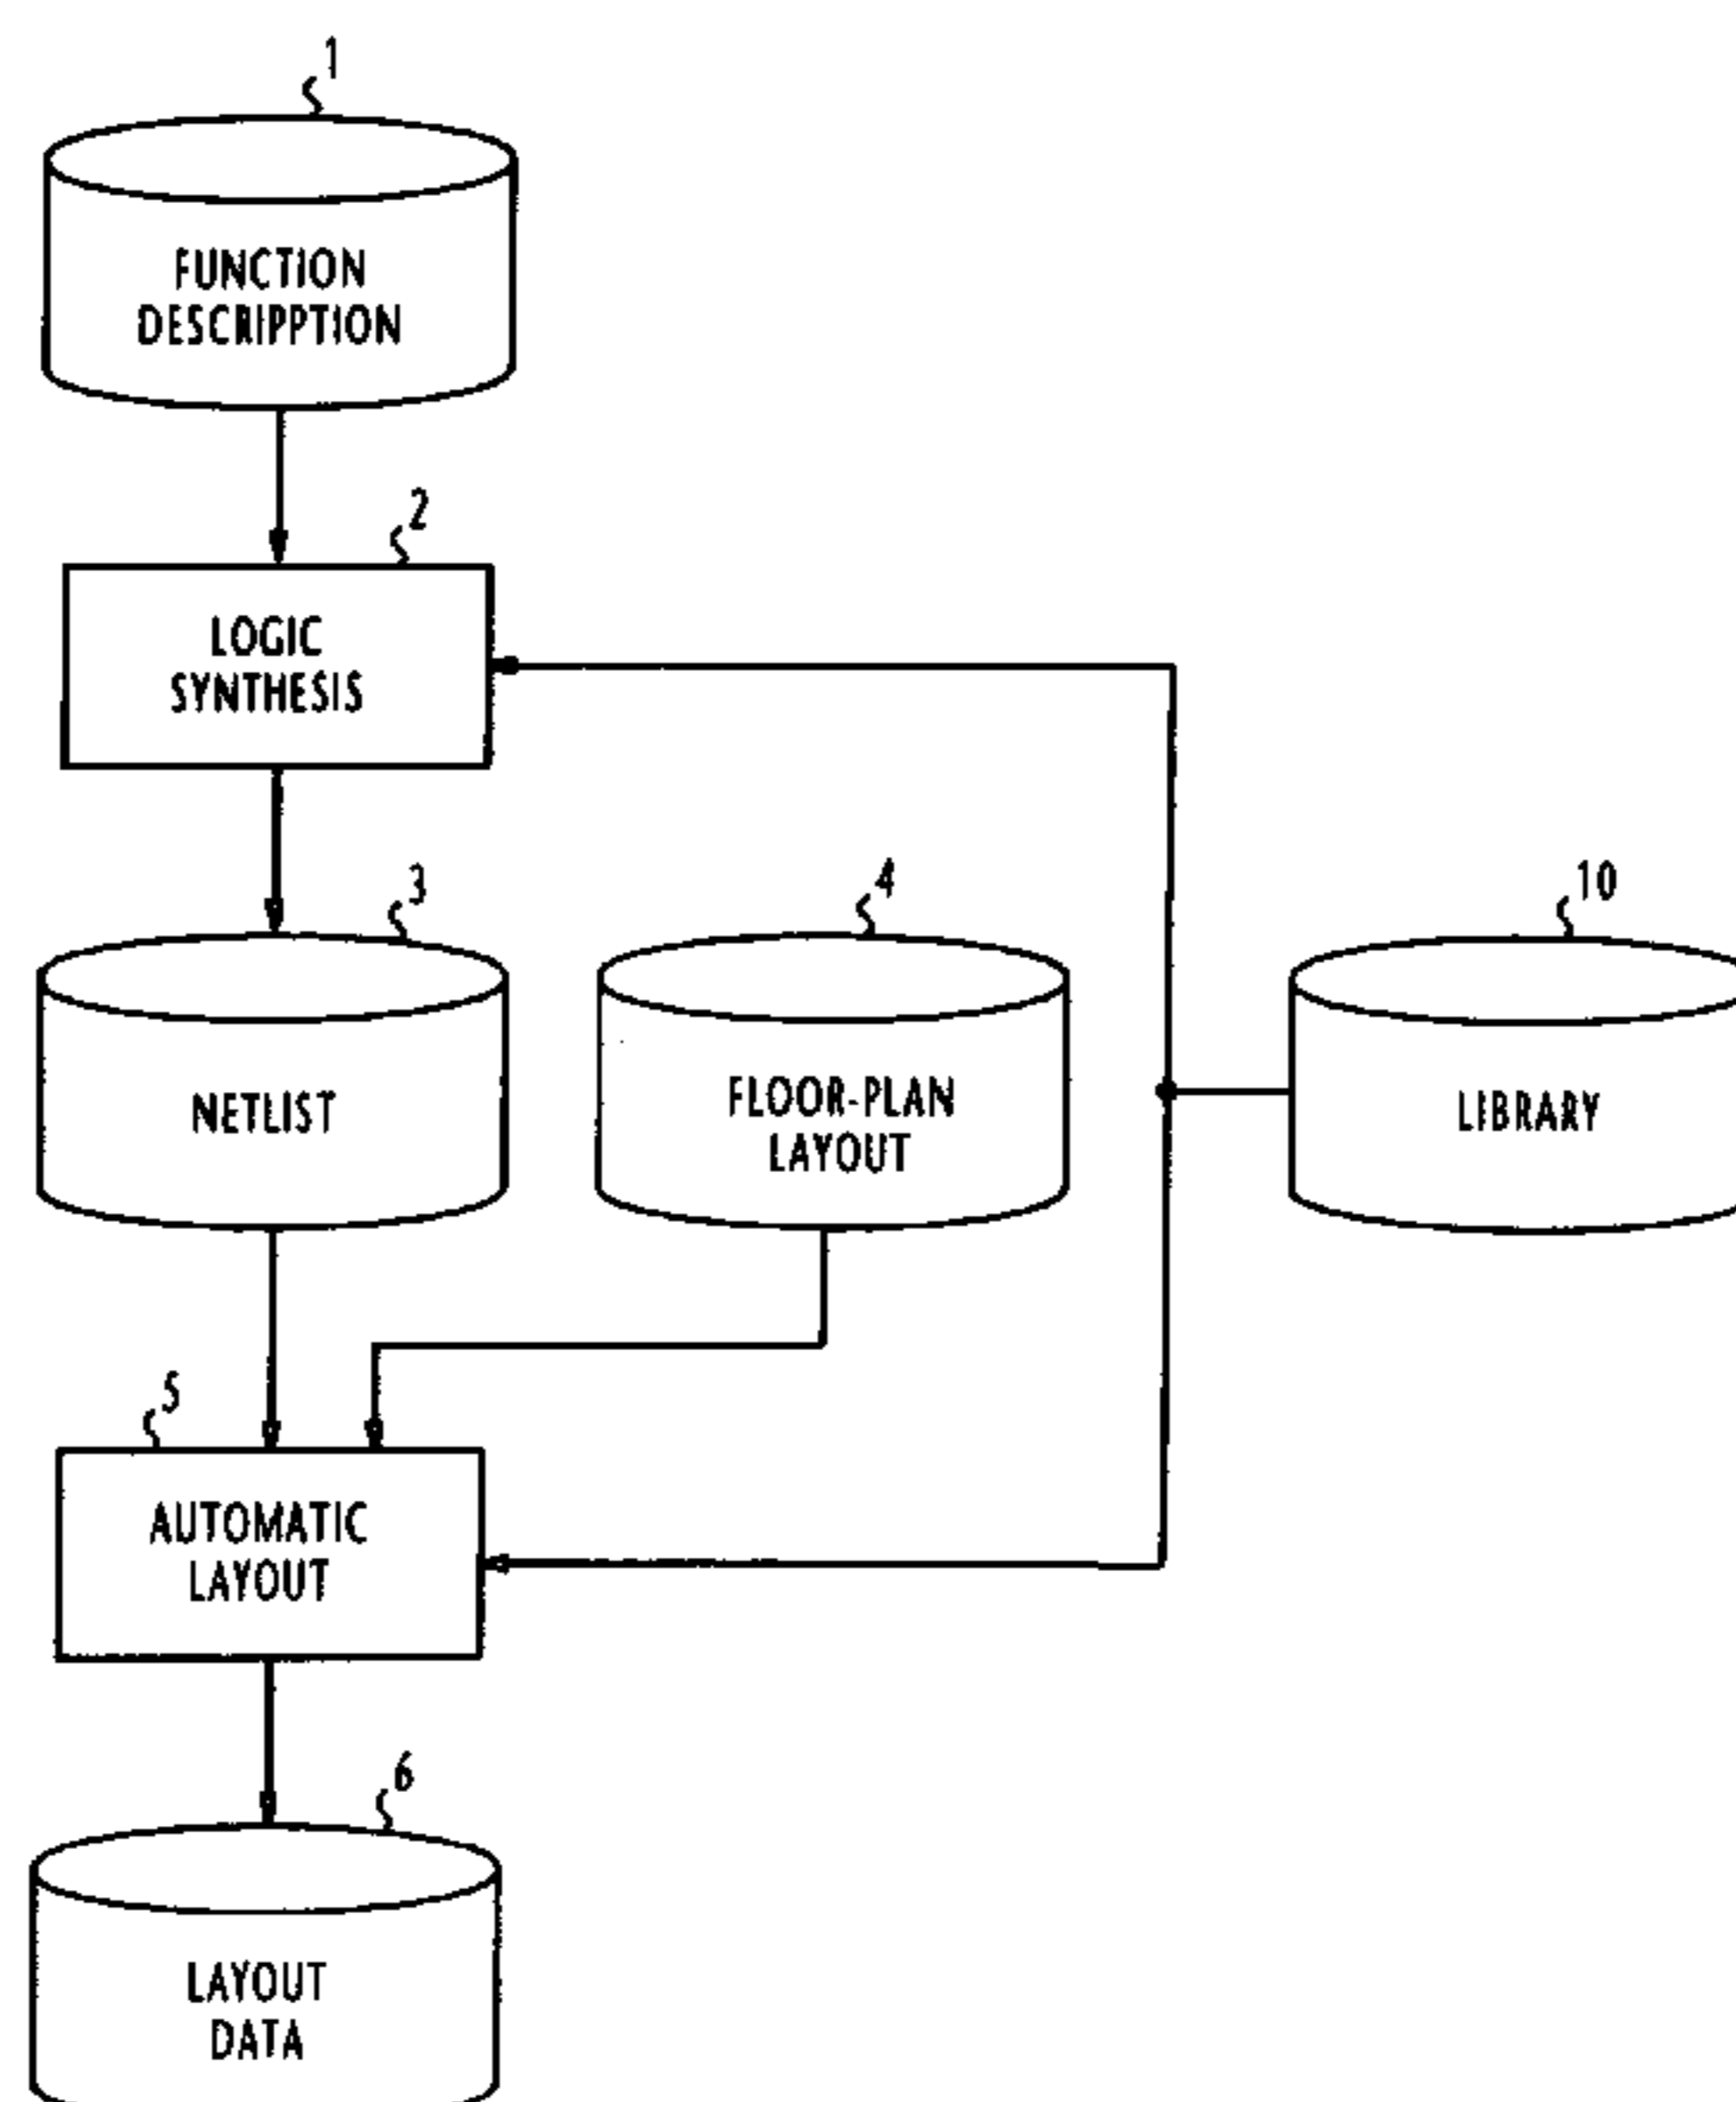 1
FUNCTION
DESCRIPPTION
2
LOGIC
SYNTHESIS
3
4
10
NETLIST
FLOOR-PLAN
LAYOUT
LIBRARY
5
AUTOMATIC
LAYOUT
6
LAYOUT
DATA